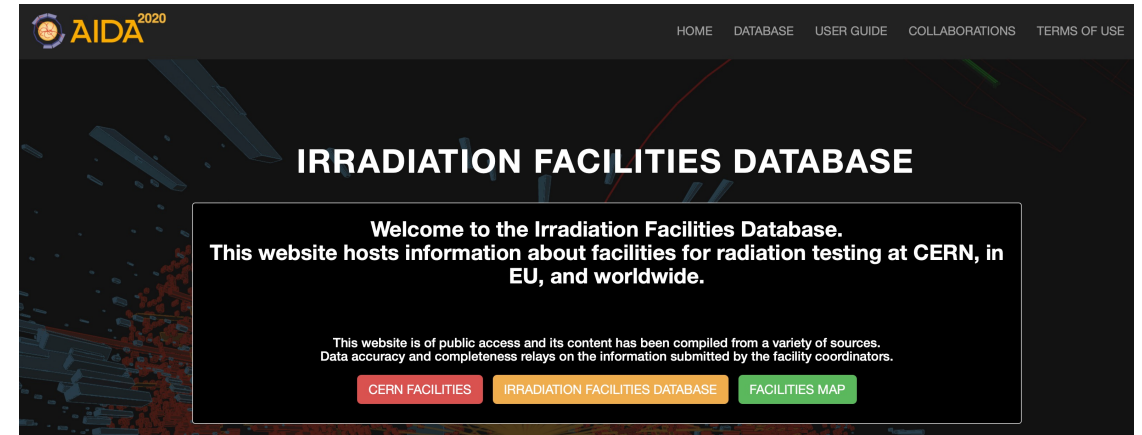 AIDA2020
HOME DATABASE USER GUIDE COLLABORATIONS TERMS OF USE
IRRADIATION FACILITIES DATABASE
Welcome to the Irradiation Facilities Database.
This website hosts information about facilities for radiation testing at CERN, in
EU, and worldwide.
This website is of public access and its content has been compiled from a variety of sources.
Data accuracy and completeness relays on the information submitted by the facility coordinators.
CERN FACILITIES IRRADIATION FACILITIES DATABASE FACILITIES MAP